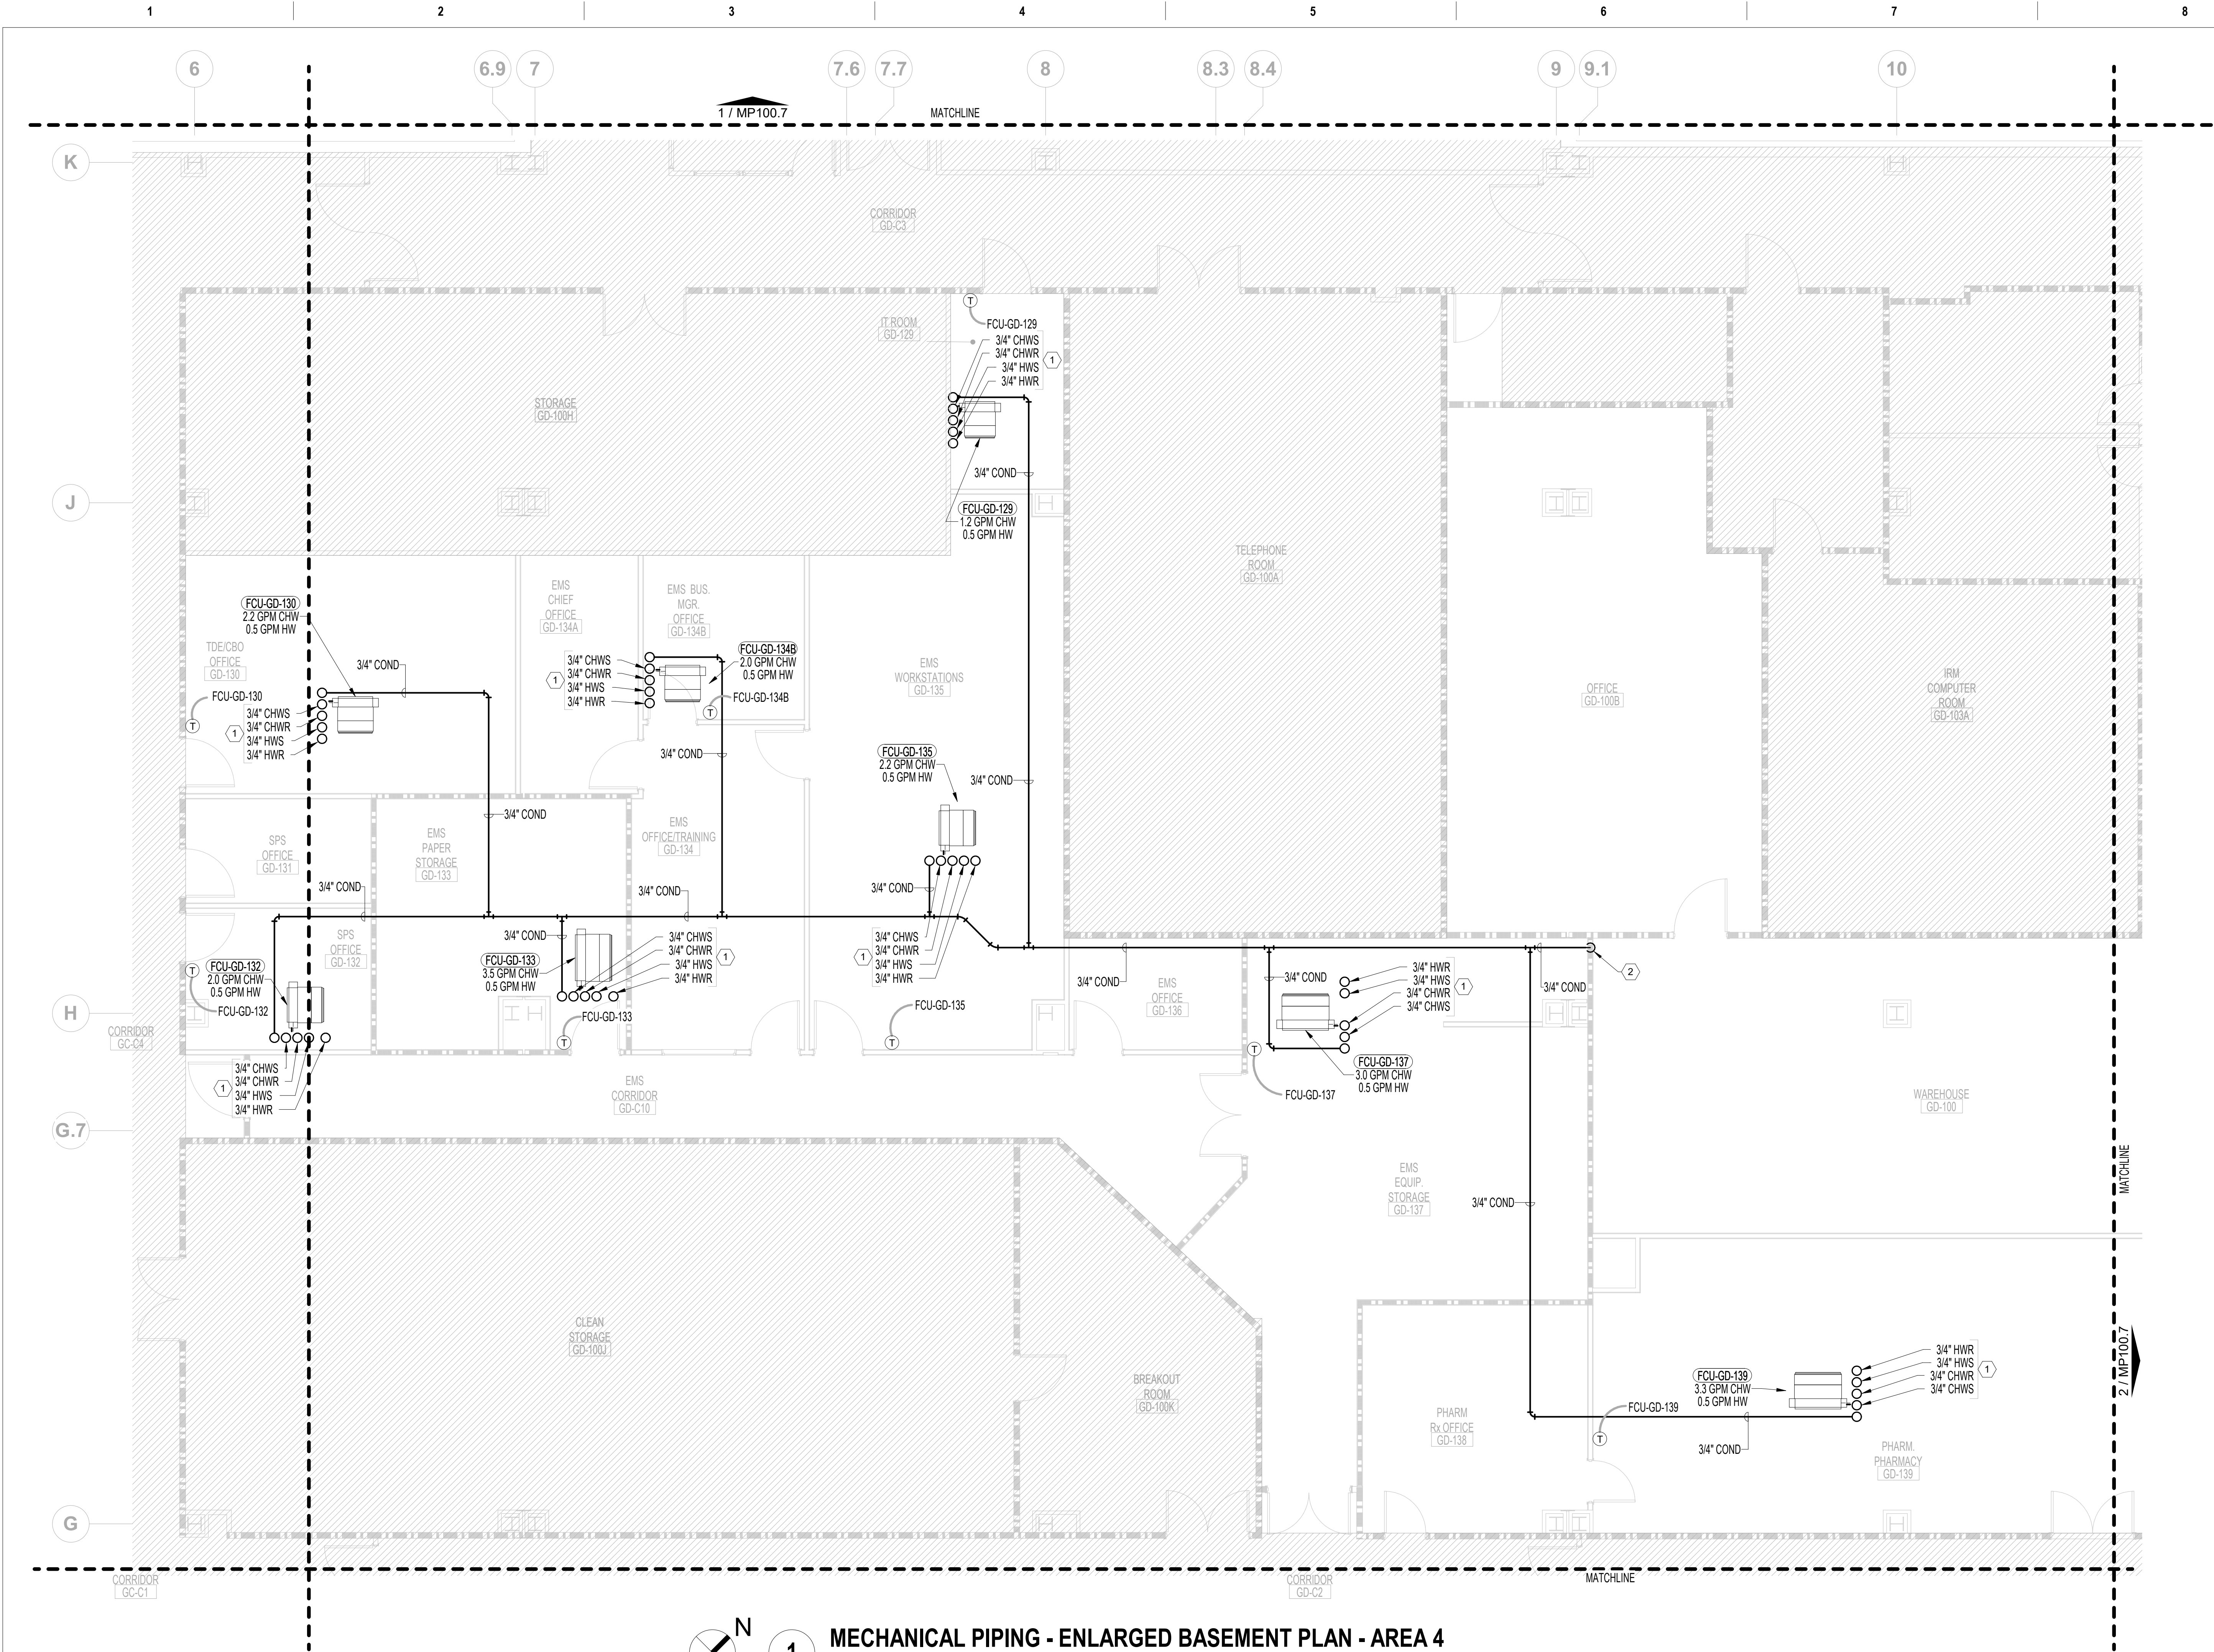 1
2
3
4
5
6
7
8
6
6.9
7
7.6
7.7
8
8.3
8.4
9
9.1
10
1 / MP100.7
MATCHLINE
K
CORRIDOR
GD-C3
IT ROOM
GD-129
T
FCU-GD-129
3/4" CHWS
3/4" CHWR
3/4" HWS
3/4" HWR
1
STORAGE
GD-100H
3/4" COND
J
FCU-GD-129
1.2 GPM CHW
0.5 GPM HW
TELEPHONE
ROOM
GD-100A
FCU-GD-130
2.2 GPM CHW
0.5 GPM HW
TDE/CBO
OFFICE
GD-130
3/4" COND
FCU-GD-130
T
3/4" CHWS
3/4" CHWR
3/4" HWS
3/4" HWR
1
EMS
CHIEF
OFFICE
GD-134A
EMS BUS.
MGR.
OFFICE
GD-134B
3/4" CHWS
3/4" CHWR
3/4" HWS
3/4" HWR
1
FCU-GD-134B
2.0 GPM CHW
0.5 GPM HW
FCU-GD-134B
T
3/4" COND
EMS
WORKSTATIONS
GD-135
FCU-GD-135
2.2 GPM CHW
0.5 GPM HW
3/4" COND
OFFICE
GD-100B
IRM
COMPUTER
ROOM
GD-103A
3/4" COND
SPS
OFFICE
GD-131
EMS
PAPER
STORAGE
GD-133
EMS
OFFICE/TRAINING
GD-134
3/4" COND
3/4" COND
3/4" COND
SPS
OFFICE
GD-132
T
FCU-GD-132
2.0 GPM CHW
0.5 GPM HW
FCU-GD-132
3/4" COND
FCU-GD-133
3.5 GPM CHW
0.5 GPM HW
3/4" CHWS
3/4" CHWR
3/4" HWS
3/4" HWR
1
FCU-GD-133
T
3/4" CHWS
3/4" CHWR
3/4" HWS
3/4" HWR
1
FCU-GD-135
T
3/4" COND
EMS
OFFICE
GD-136
3/4" COND
3/4" HWR
3/4" HWS
3/4" CHWR
3/4" CHWS
1
3/4" COND
2
H
CORRIDOR
GC-C4
3/4" CHWS
3/4" CHWR
3/4" HWS
3/4" HWR
1
EMS
CORRIDOR
GD-C10
T
FCU-GD-137
3.0 GPM CHW
0.5 GPM HW
FCU-GD-137
WAREHOUSE
GD-100
G.7
MATCHLINE
EMS
EQUIP.
STORAGE
GD-137
3/4" COND
CLEAN
STORAGE
GD-100J
BREAKOUT
ROOM
GD-100K
PHARM
Rx OFFICE
GD-138
FCU-GD-139
T
3/4" COND
FCU-GD-139
3.3 GPM CHW
0.5 GPM HW
3/4" HWR
3/4" HWS
3/4" CHWR
3/4" CHWS
1
2 / MP100.7
PHARM.
PHARMACY
GD-139
G
CORRIDOR
GC-C1
CORRIDOR
GD-C2
MATCHLINE
N
1
MECHANICAL PIPING - ENLARGED BASEMENT PLAN - AREA 4